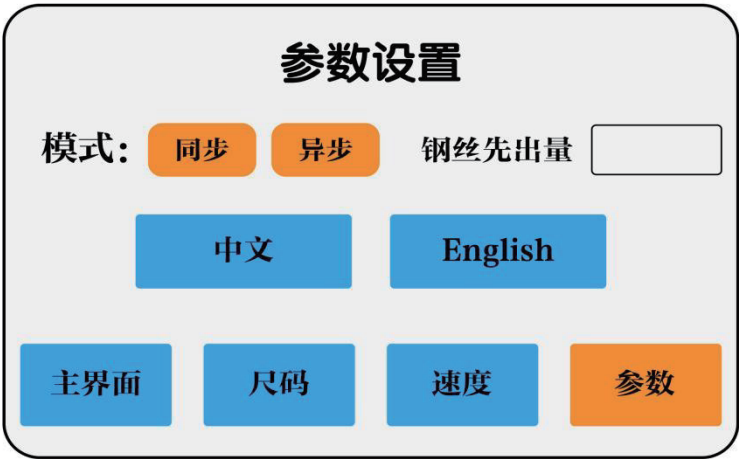 参数设置
模式： 同步 异步 钢丝先出量
中文 English
主界面 尺码 速度 参数